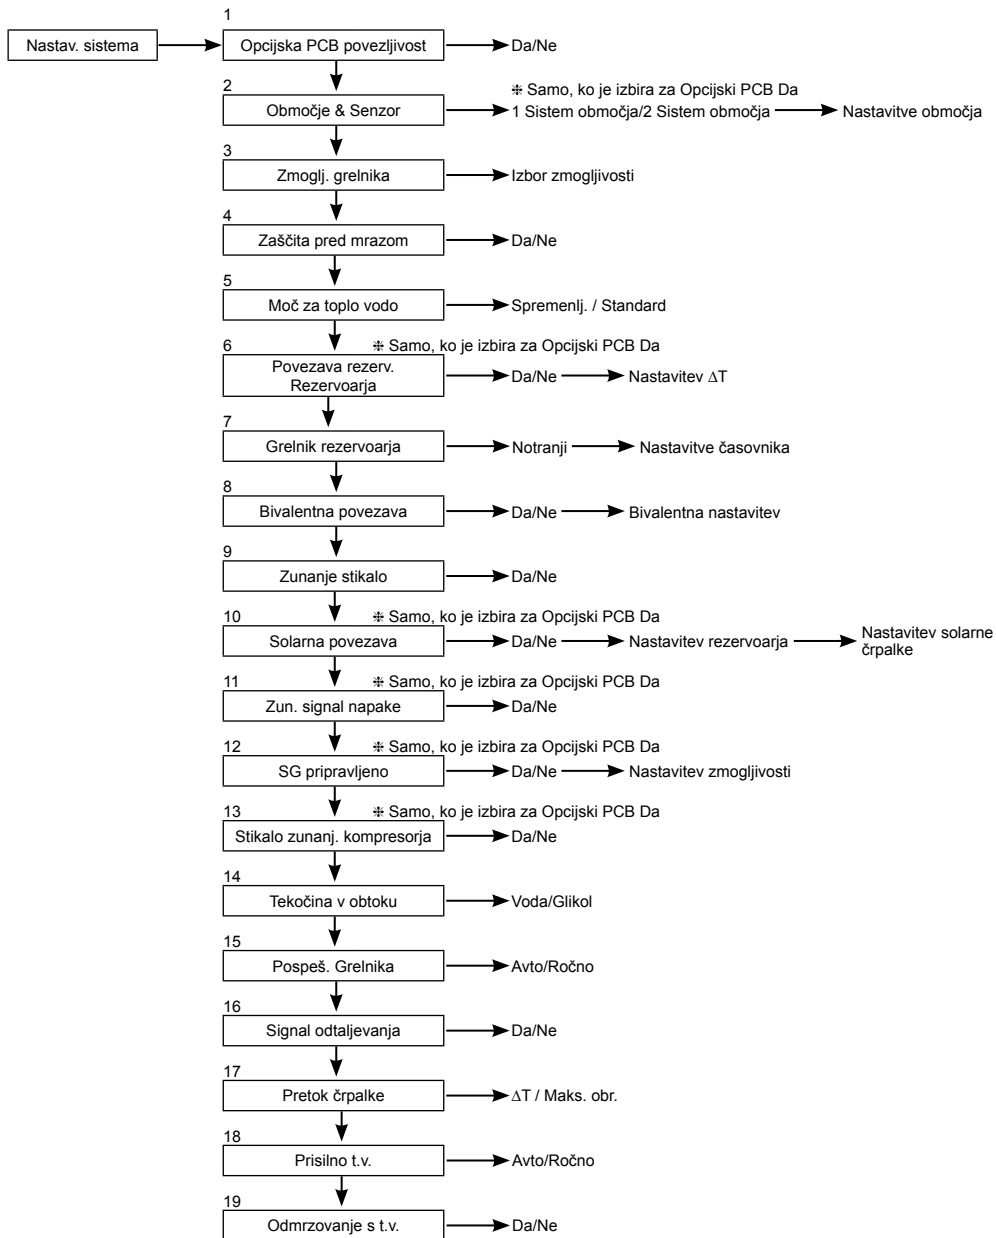 1
Nastav. sistema
Opcijska PCB povezljivost
Da/Ne
2
⁜ Samo, ko je izbira za Opcijski PCB Da
Območje & Senzor
1 Sistem območja/2 Sistem območja
Nastavitve območja
3
Zmoglj. grelnika
Izbor zmogljivosti
4
Zaščita pred mrazom
Da/Ne
5
Moč za toplo vodo
Spremenlj. / Standard
6
⁜ Samo, ko je izbira za Opcijski PCB Da
Povezava rezerv.
Rezervoarja
Da/Ne
Nastavitev ∆T
7
Grelnik rezervoarja
Notranji
Nastavitve časovnika
8
Bivalentna povezava
Da/Ne
Bivalentna nastavitev
9
Zunanje stikalo
Da/Ne
10
⁜ Samo, ko je izbira za Opcijski PCB Da
Solarna povezava
Da/Ne
Nastavitev rezervoarja
Nastavitev solarne
črpalke
11
⁜ Samo, ko je izbira za Opcijski PCB Da
Zun. signal napake
Da/Ne
12
⁜ Samo, ko je izbira za Opcijski PCB Da
SG pripravljeno
Da/Ne
Nastavitev zmogljivosti
13
⁜ Samo, ko je izbira za Opcijski PCB Da
Stikalo zunanj. kompresorja
Da/Ne
14
Tekočina v obtoku
Voda/Glikol
15
Pospeš. Grelnika
Avto/Ročno
16
Signal odtaljevanja
Da/Ne
17
Pretok črpalke
∆T / Maks. obr.
18
Prisilno t.v.
Avto/Ročno
19
Odmrzovanje s t.v.
Da/Ne